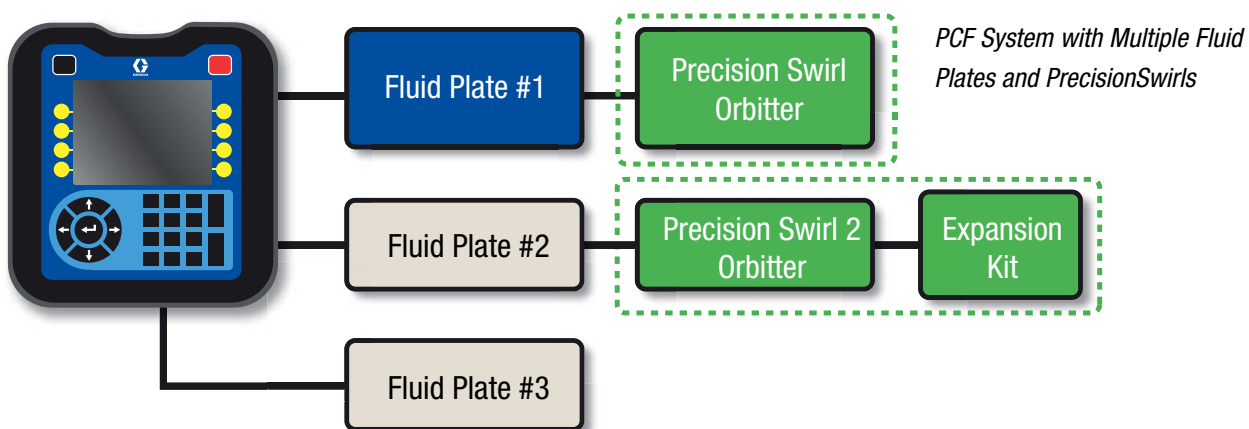 GRACO
Fluid Plate #1
Precision Swirl
Orbitter
PCF System with Multiple Fluid
Plates and PrecisionSwirls
Fluid Plate #2
Precision Swirl 2
Orbitter
Expansion
Kit
Fluid Plate #3